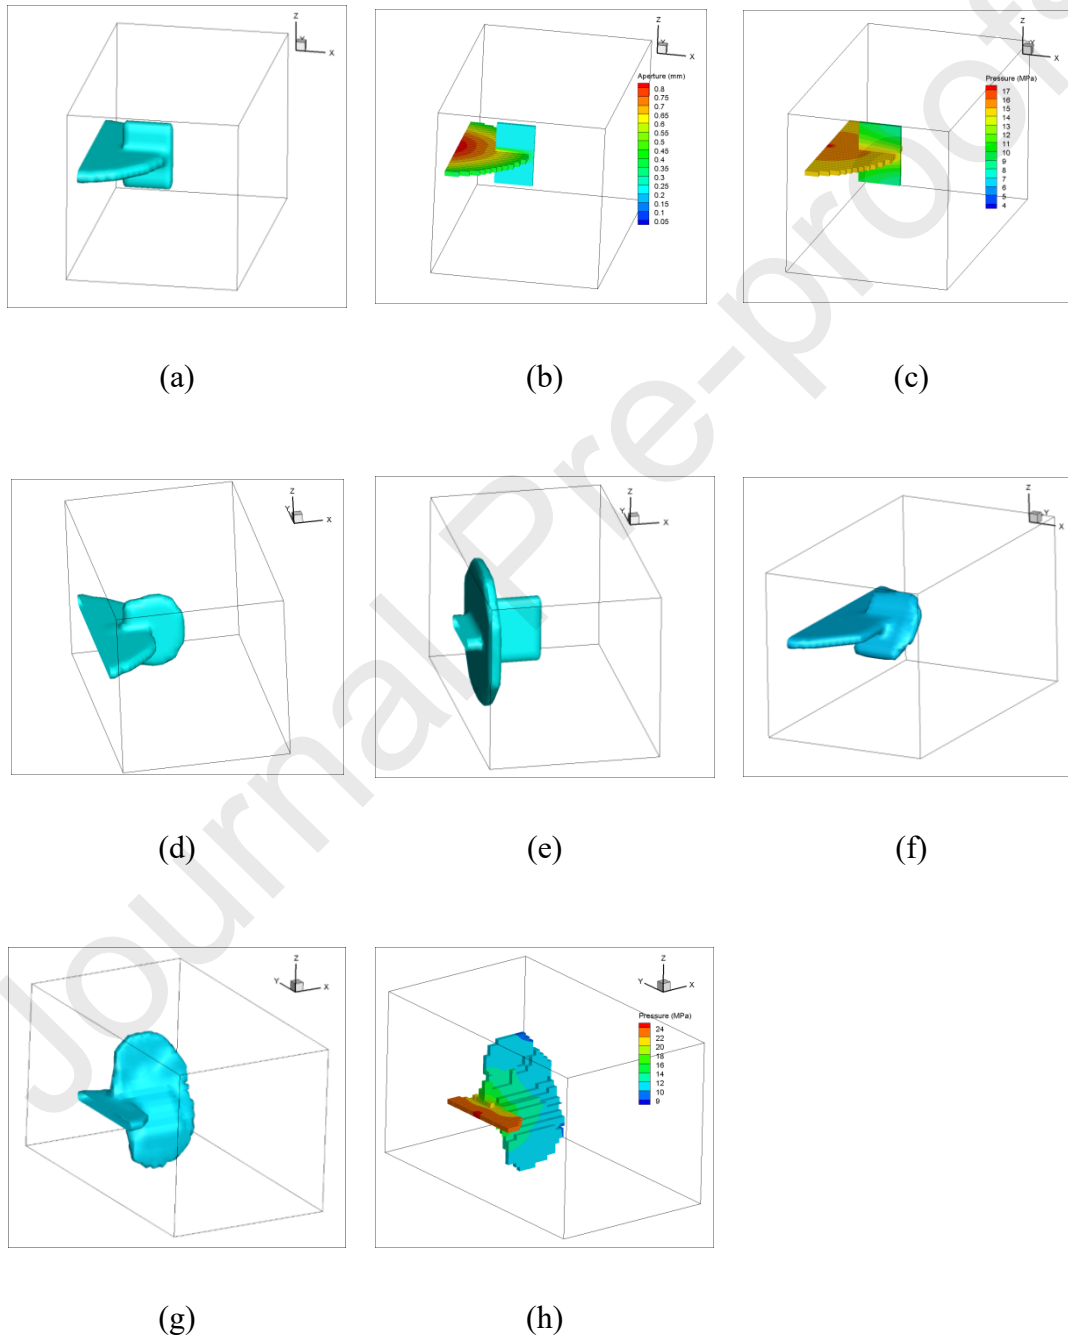 Z
X
Y
(a)
Z
X
Y
Aperture (mm)
0.8
0.75
0.7
0.65
0.6
0.55
0.5
0.45
0.4
0.35
0.3
0.25
0.2
0.15
0.1
0.05
(b)
Z
X
Y
Pressure (MPa)
17
16
15
14
13
12
11
10
9
8
7
6
5
4
(c)
Z
Y
X
(d)
Z
Y
X
(e)
Z
Y
X
(f)
Z
Y
X
(g)
Z
Y
X
Pressure (MPa)
24
22
20
18
16
14
12
10
9
(h)
Journal Pre-proofs